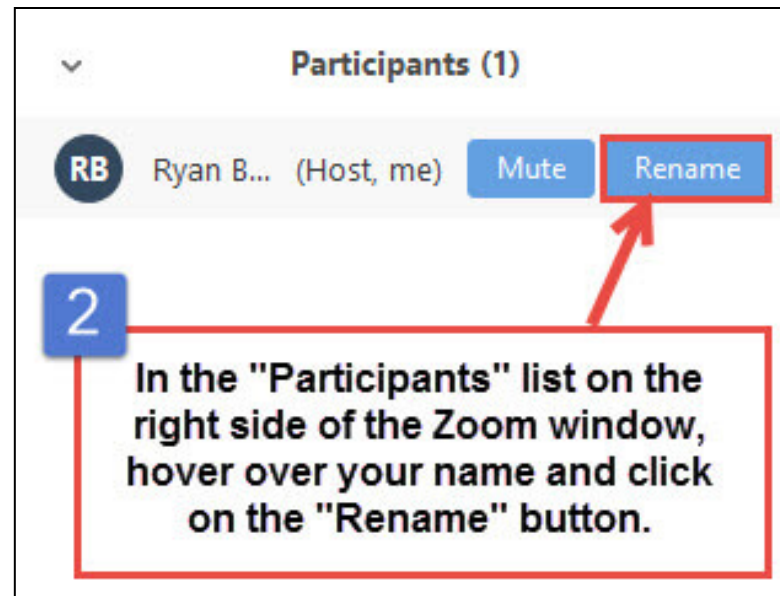 Participants (1)
RB Ryan B... (Host, me) Mute Rename
2
In the "Participants" list on the
right side of the Zoom window,
hover over your name and click
on the "Rename" button.